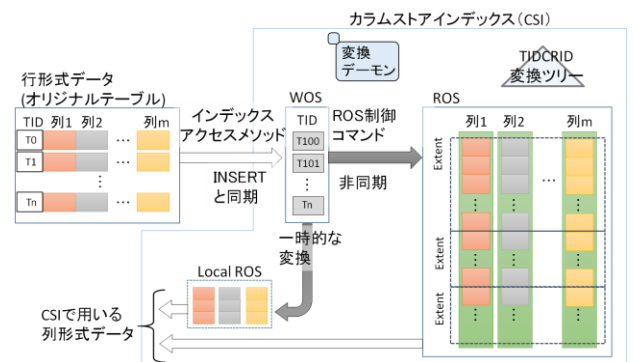 カラムストアインデックス(CSI)
変換
デーモン
TIDCRID
変換ツリー
行形式データ
(オリジナルテーブル)
TID 列1 列2 … 列m
T0
T1
⋮
Tn
インデックス
アクセスメソッド
INSERT
と同期
WOS
TID
T100
T101
⋮
Tn
ROS制御
コマンド
非同期
一時的な
変換
Local ROS
CSIで用いる
列形式データ
ROS
列1 列2 列m
Extent
Extent
Extent